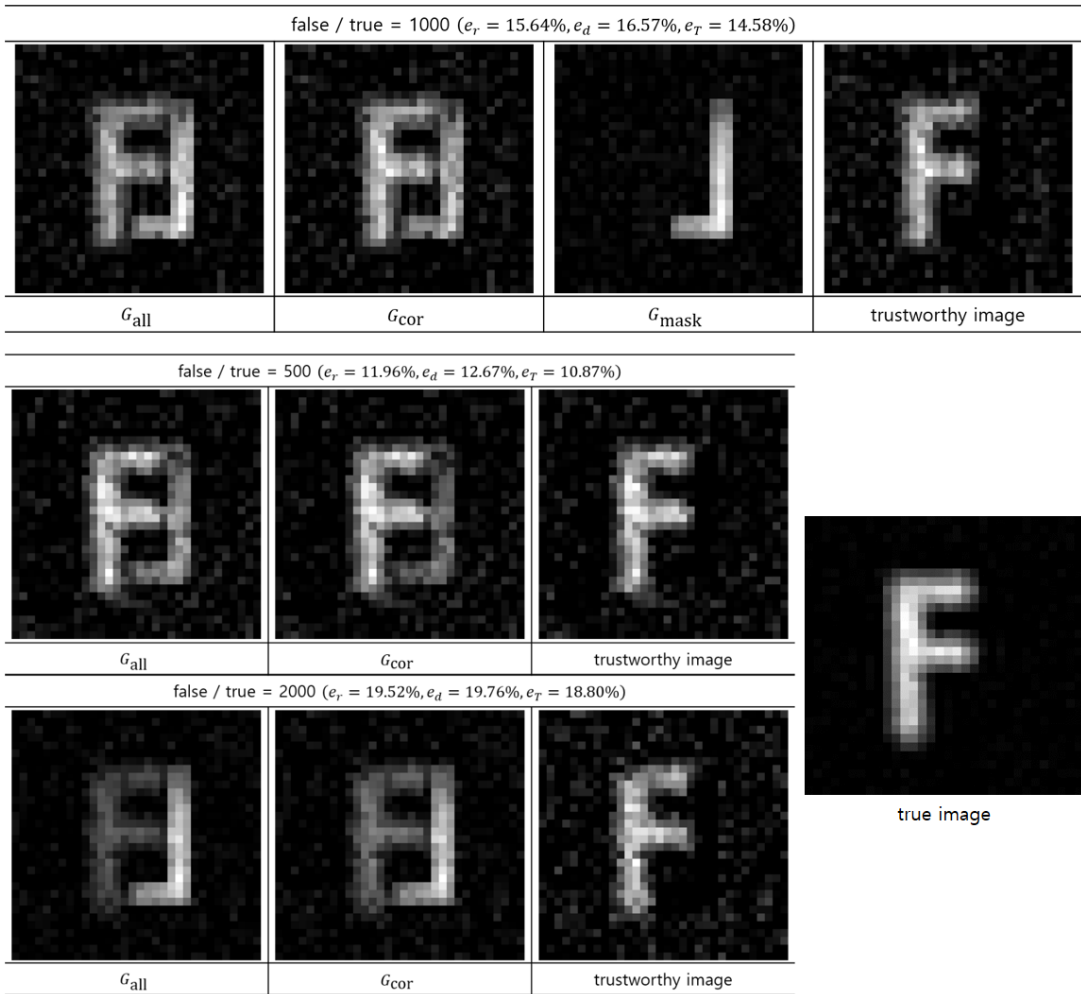 false / true = 1000 (e_r = 15.64%, e_d = 16.57%, e_T = 14.58%)
G_all G_cor G_mask trustworthy image
false / true = 500 (e_r = 11.96%, e_d = 12.67%, e_T = 10.87%)
G_all G_cor trustworthy image
false / true = 2000 (e_r = 19.52%, e_d = 19.76%, e_T = 18.80%)
G_all G_cor trustworthy image
true image